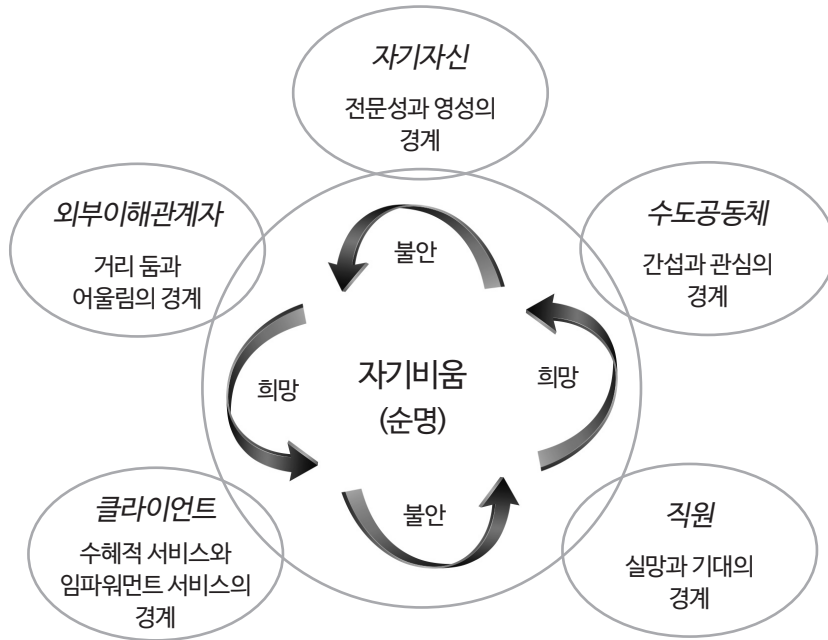 자기자신
전문성과 영성의
경계
외부이해관계자
거리 둠과
어울림의 경계
수도공동체
간섭과 관심의
경계
불안
희망
자기비움
(순명)
희망
불안
클라이언트
수혜적 서비스와
임파워먼트 서비스의
경계
직원
실망과 기대의
경계